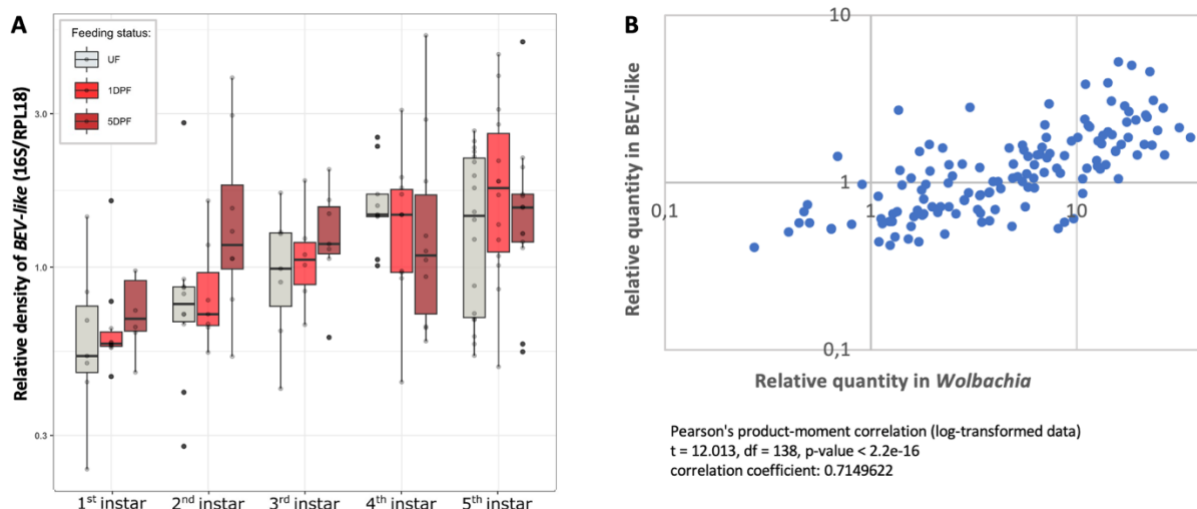 A
Relative density of BEV-like (16S/RPL18)
Feeding status:
UF
1DPF
5DPF
3.0
1.0
0.3
1st instar
2nd instar
3rd instar
4th instar
5th instar
B
Relative quantity in BEV-like
10
1
0,1
0,1
1
10
Relative quantity in Wolbachia
Pearson's product-moment correlation (log-transformed data)
t = 12.013, df = 138, p-value < 2.2e-16
correlation coefficient: 0.7149622